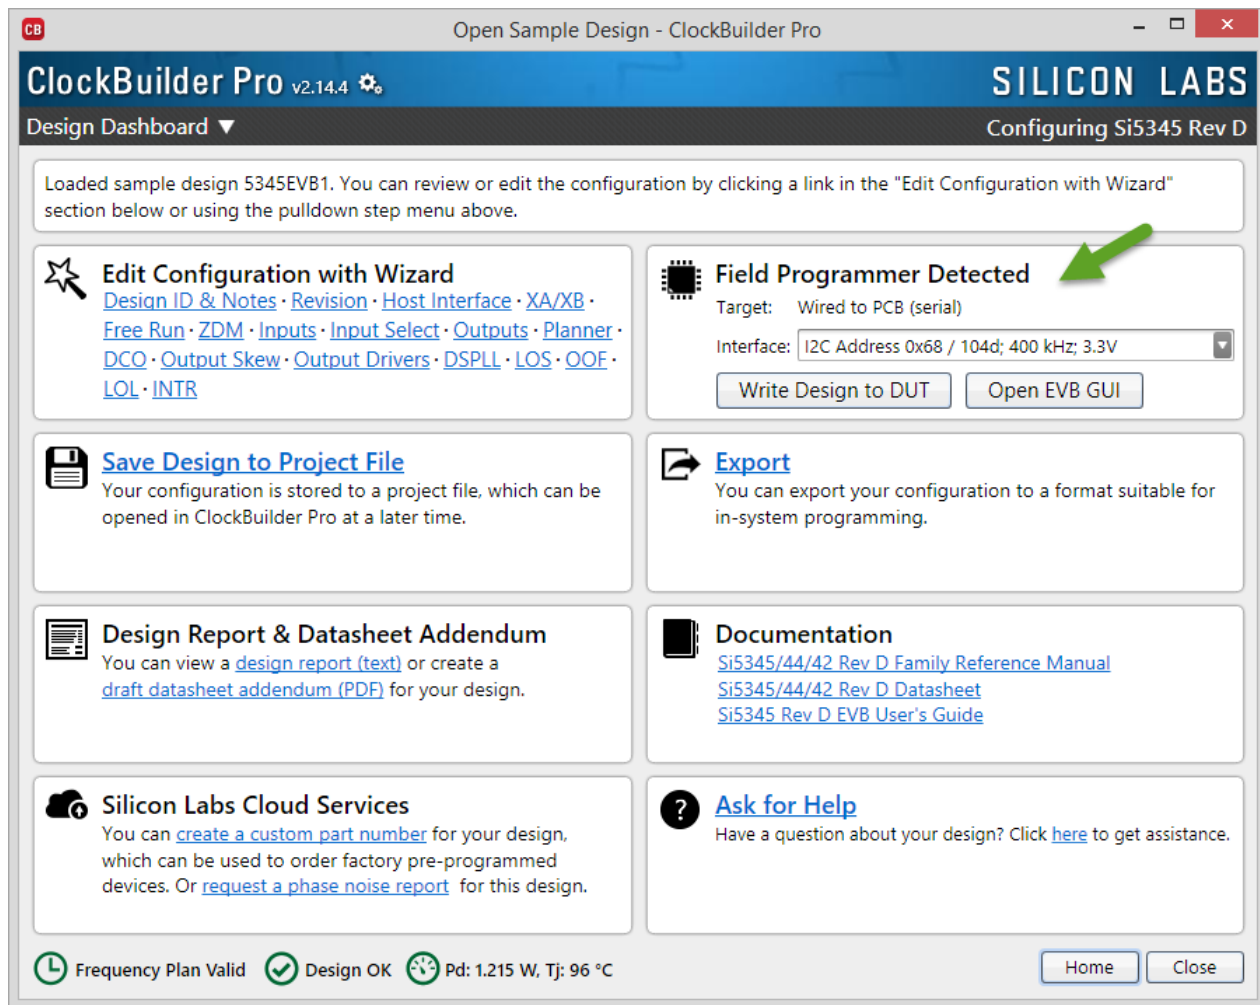 CB
Open Sample Design - ClockBuilder Pro
ClockBuilder Pro v2.14.4
SILICON LABS
Design Dashboard ▼
Configuring Si5345 Rev D
Loaded sample design 5345EVB1. You can review or edit the configuration by clicking a link in the "Edit Configuration with Wizard"
section below or using the pulldown step menu above.
Edit Configuration with Wizard
Design ID & Notes · Revision · Host Interface · XA/XB ·
Free Run · ZDM · Inputs · Input Select · Outputs · Planner ·
DCO · Output Skew · Output Drivers · DSPLL · LOS · OOF ·
LOL · INTR
Field Programmer Detected
Target: Wired to PCB (serial)
Interface: I2C Address 0x68 / 104d; 400 kHz; 3.3V
Write Design to DUT
Open EVB GUI
Save Design to Project File
Your configuration is stored to a project file, which can be
opened in ClockBuilder Pro at a later time.
Export
You can export your configuration to a format suitable for
in-system programming.
Design Report & Datasheet Addendum
You can view a design report (text) or create a
draft datasheet addendum (PDF) for your design.
Documentation
Si5345/44/42 Rev D Family Reference Manual
Si5345/44/42 Rev D Datasheet
Si5345 Rev D EVB User's Guide
Silicon Labs Cloud Services
You can create a custom part number for your design,
which can be used to order factory pre-programmed
devices. Or request a phase noise report for this design.
?
Ask for Help
Have a question about your design? Click here to get assistance.
Frequency Plan Valid
Design OK
Pd: 1.215 W, Tj: 96 °C
Home
Close